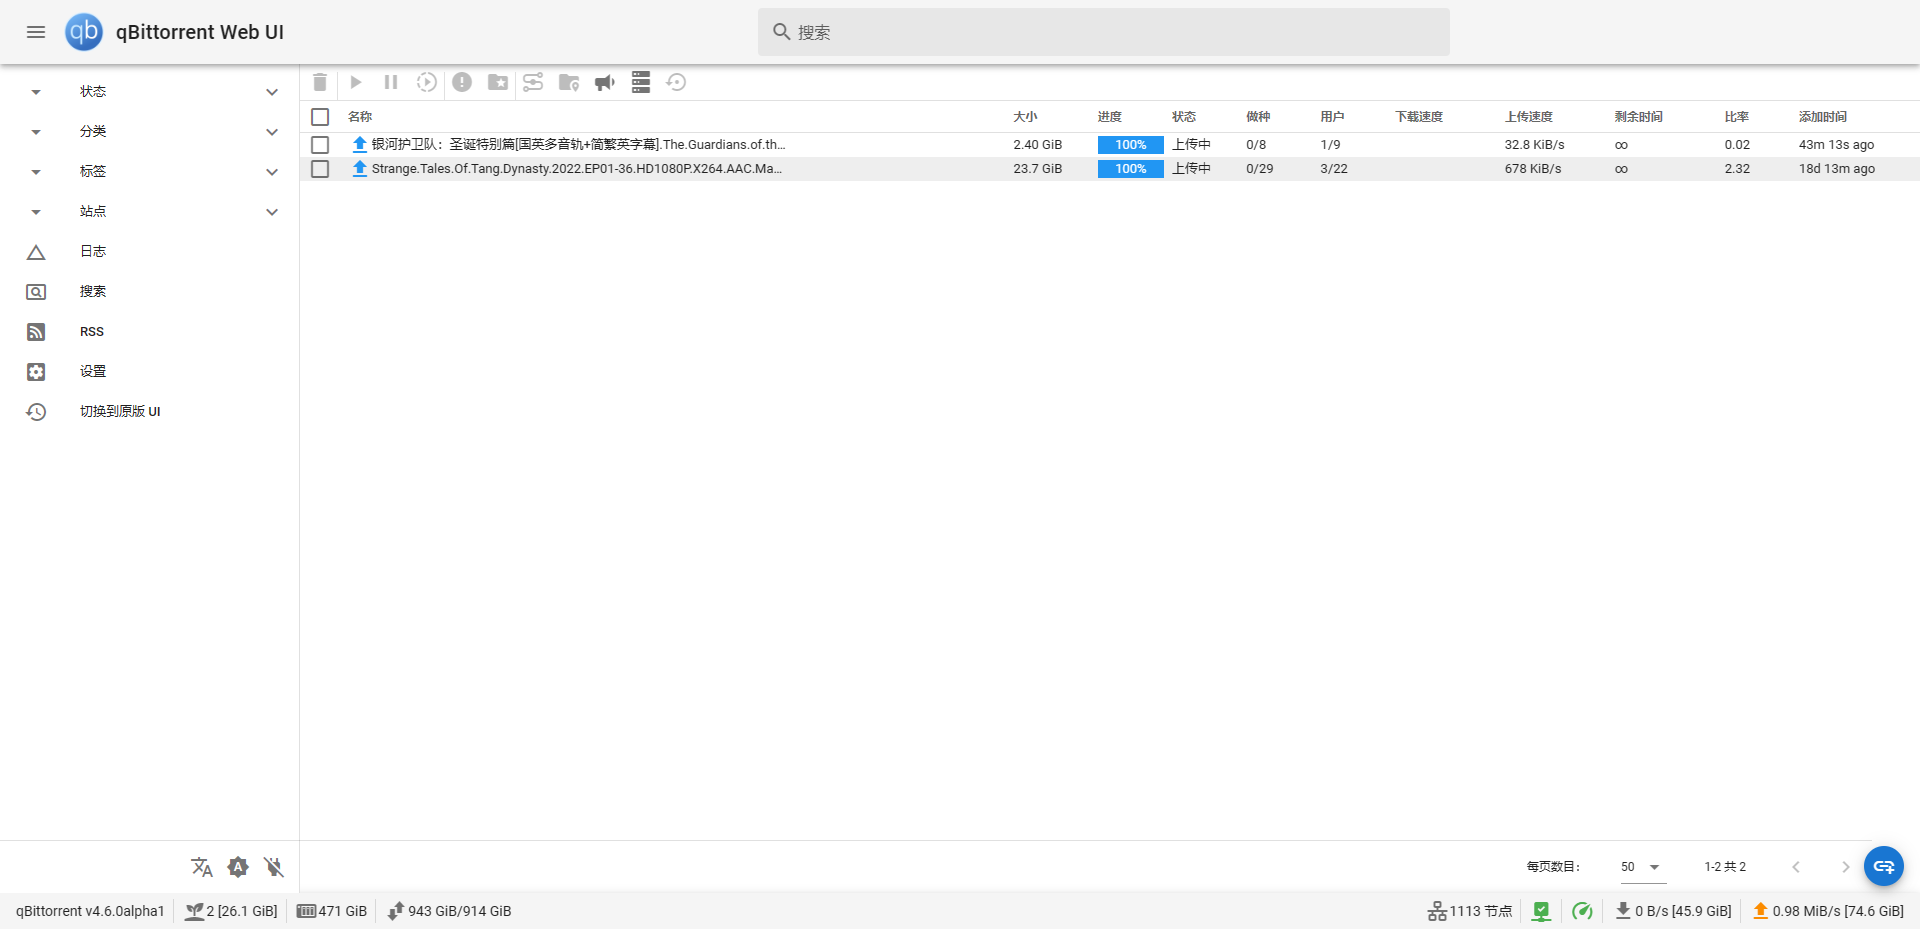 qb qBittorrent Web UI 搜索
状态
分类
标签
站点
日志
搜索
RSS
设置
切换到原版 UI
名称 大小 进度 状态 做种 用户 下载速度 上传速度 剩余时间 比率 添加时间
银河护卫队：圣诞特别篇[国英多音轨+简繁英字幕].The.Guardians.of.th... 2.40 GiB 100% 上传中 0/8 1/9 32.8 KiB/s ∞ 0.02 43m 13s ago
Strange.Tales.Of.Tang.Dynasty.2022.EP01-36.HD1080P.X264.AAC.Ma... 23.7 GiB 100% 上传中 0/29 3/22 678 KiB/s ∞ 2.32 18d 13m ago
每页数目： 50 1-2 共 2
qBittorrent v4.6.0alpha1 2 [26.1 GiB] 471 GiB 943 GiB/914 GiB 1113 节点 0 B/s [45.9 GiB] 0.98 MiB/s [74.6 GiB]